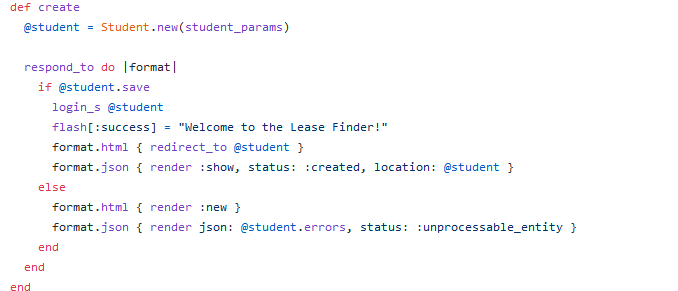 def create
  @student = Student.new(student_params)

  respond_to do |format|
    if @student.save
      login_s @student
      flash[:success] = "Welcome to the Lease Finder!"
      format.html { redirect_to @student }
      format.json { render :show, status: :created, location: @student }
    else
      format.html { render :new }
      format.json { render json: @student.errors, status: :unprocessable_entity }
    end
  end
end